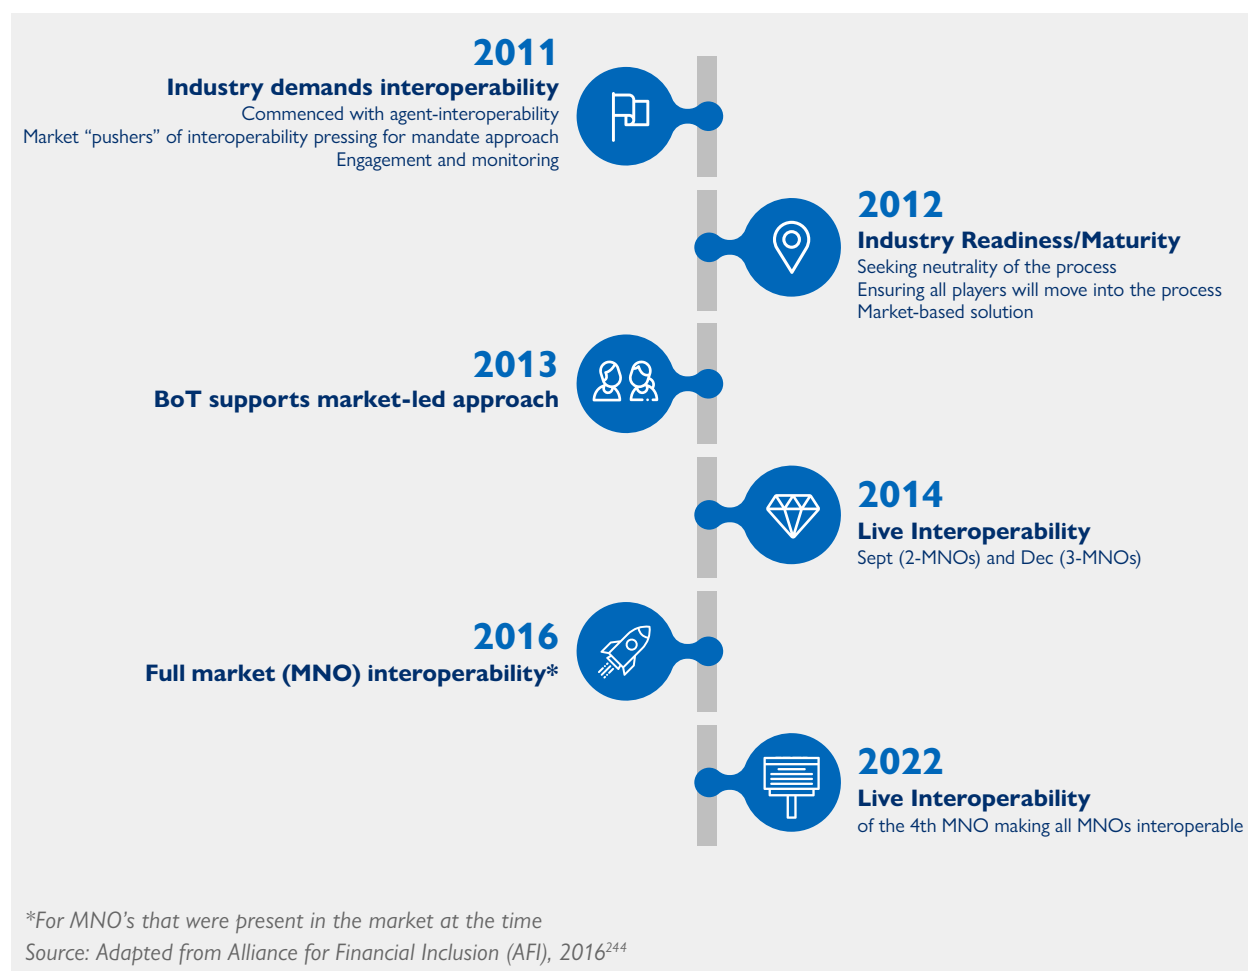 2011
Industry demands interoperability
Commenced with agent-interoperability
Market “pushers” of interoperability pressing for mandate approach
Engagement and monitoring
2012
Industry Readiness/Maturity
Seeking neutrality of the process
Ensuring all players will move into the process
Market-based solution
2013
BoT supports market-led approach
2014
Live Interoperability
Sept (2-MNOs) and Dec (3-MNOs)
2016
Full market (MNO) interoperability*
2022
Live Interoperability
of the 4th MNO making all MNOs interoperable
*For MNO’s that were present in the market at the time
Source: Adapted from Alliance for Financial Inclusion (AFI), 2016244